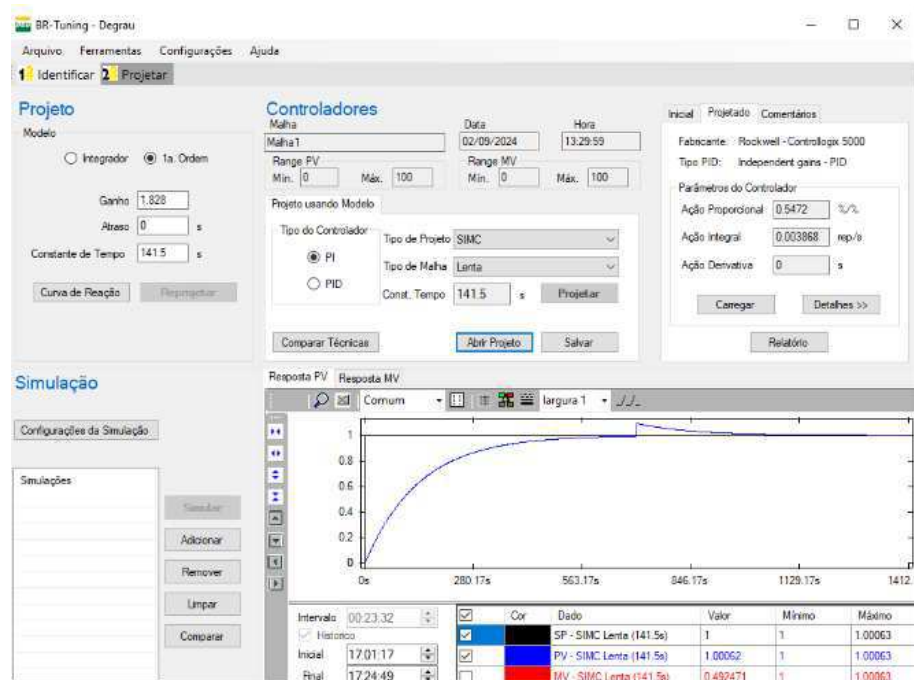 BR-Tuning - Degrau
Arquivo Ferramentas Configurações Ajuda
1 Identificar 2 Projetar
Projeto
Modelo
Integrador 1a. Ordem
Ganho 1.828
Atraso 0 s
Constante de Tempo 141.5 s
Curva de Reação Reprojetar
Controladores
Malha Data Hora
Malha1 02/09/2024 13:29:59
Range PV Range MV
Min. 0 Máx. 100 Min. 0 Máx. 100
Projeto usando Modelo
Tipo do Controlador
PI
PID
Tipo de Projeto SIMC
Tipo de Malha Lenta
Const. Tempo 141.5 s Projetar
Comparar Técnicas Abrir Projeto Salvar
Inicial Projetado Comentários
Fabricante: Rockwell - Controllogix 5000
Tipo PID: Independent gains - PID
Parâmetros do Controlador
Ação Proporcional 0.5472 %/%
Ação Integral 0.003868 rep/s
Ação Derivativa 0 s
Carregar Detalhes >>
Relatório
Simulação
Configurações da Simulação
Simulações
Simular
Adicionar
Remover
Limpar
Comparar
Resposta PV Resposta MV
Comum largura 1
1
0.8
0.6
0.4
0.2
0
0s 280.17s 563.17s 846.17s 1129.17s 1412.
Intervalo 00:23:32
Histórico
Inicial 17:01:17
Final 17:24:49
Cor Dado Valor Mínimo Máximo
SP - SIMC Lenta (141.5s) 1 1 1.00063
PV - SIMC Lenta (141.5s) 1.00062 1 1.00063
MV - SIMC Lenta (141.5s) 0.492471 1 1.00063